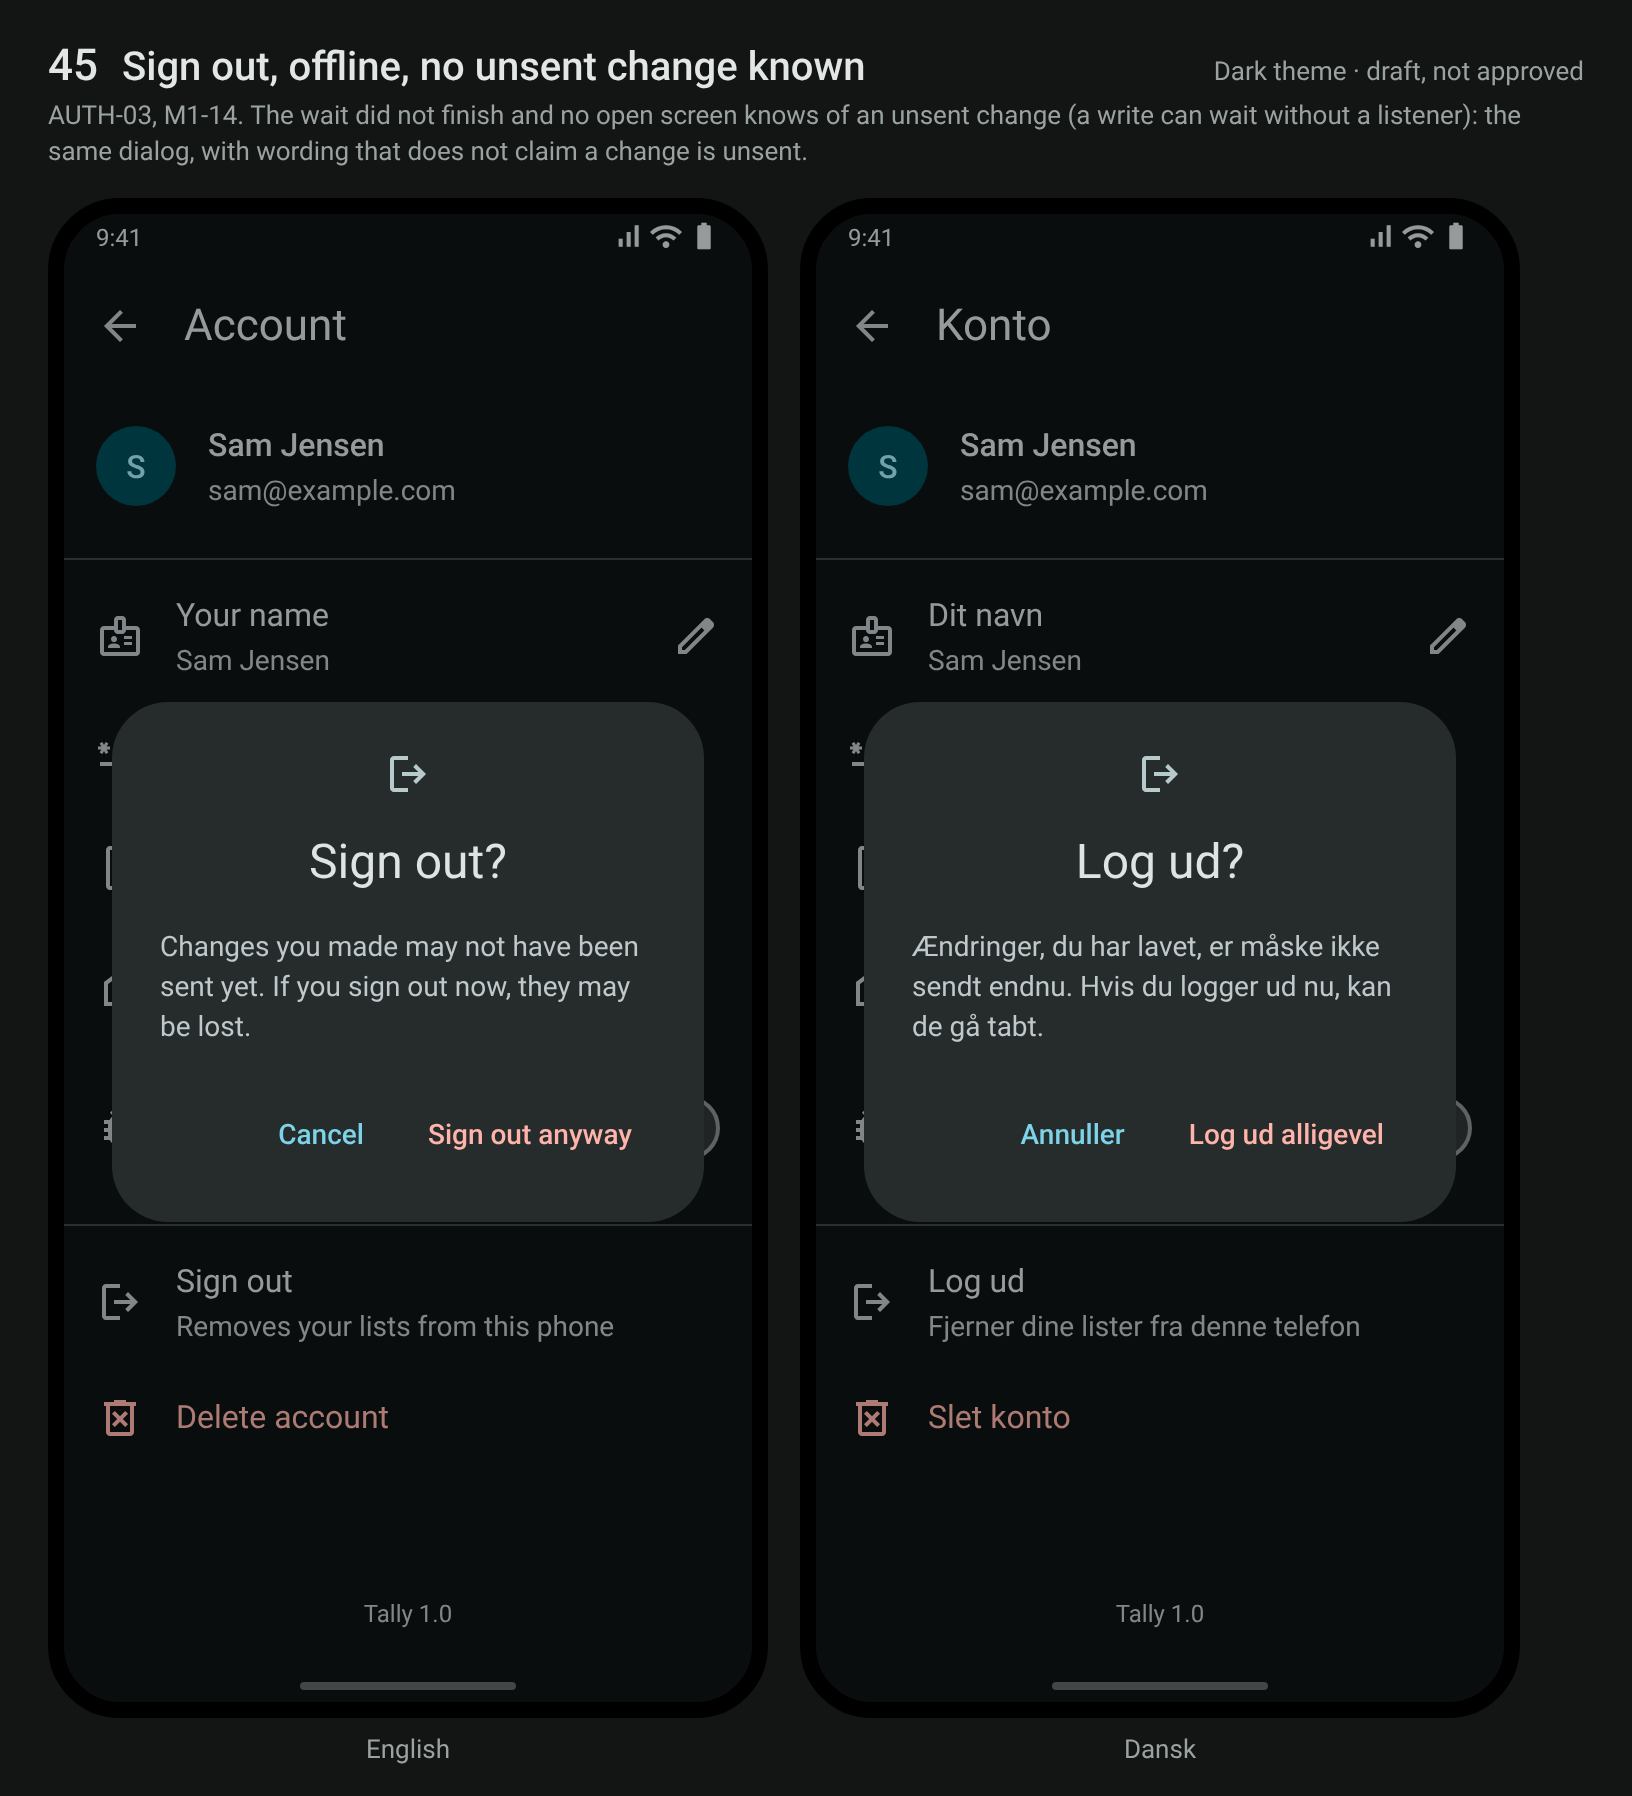 45 Sign out, offline, no unsent change known
Dark theme · draft, not approved
AUTH-03, M1-14. The wait did not finish and no open screen knows of an unsent change (a write can wait without a listener): the
same dialog, with wording that does not claim a change is unsent.
9:41
Account
S
Sam Jensen
sam@example.com
Your name
Sam Jensen
*
Sign out?
Changes you made may not have been
sent yet. If you sign out now, they may
be lost.
Cancel
Sign out anyway
Sign out
Removes your lists from this phone
Delete account
Tally 1.0
English
9:41
Konto
S
Sam Jensen
sam@example.com
Dit navn
Sam Jensen
*
Log ud?
Ændringer, du har lavet, er måske ikke
sendt endnu. Hvis du logger ud nu, kan
de gå tabt.
Annuller
Log ud alligevel
Log ud
Fjerner dine lister fra denne telefon
Slet konto
Tally 1.0
Dansk